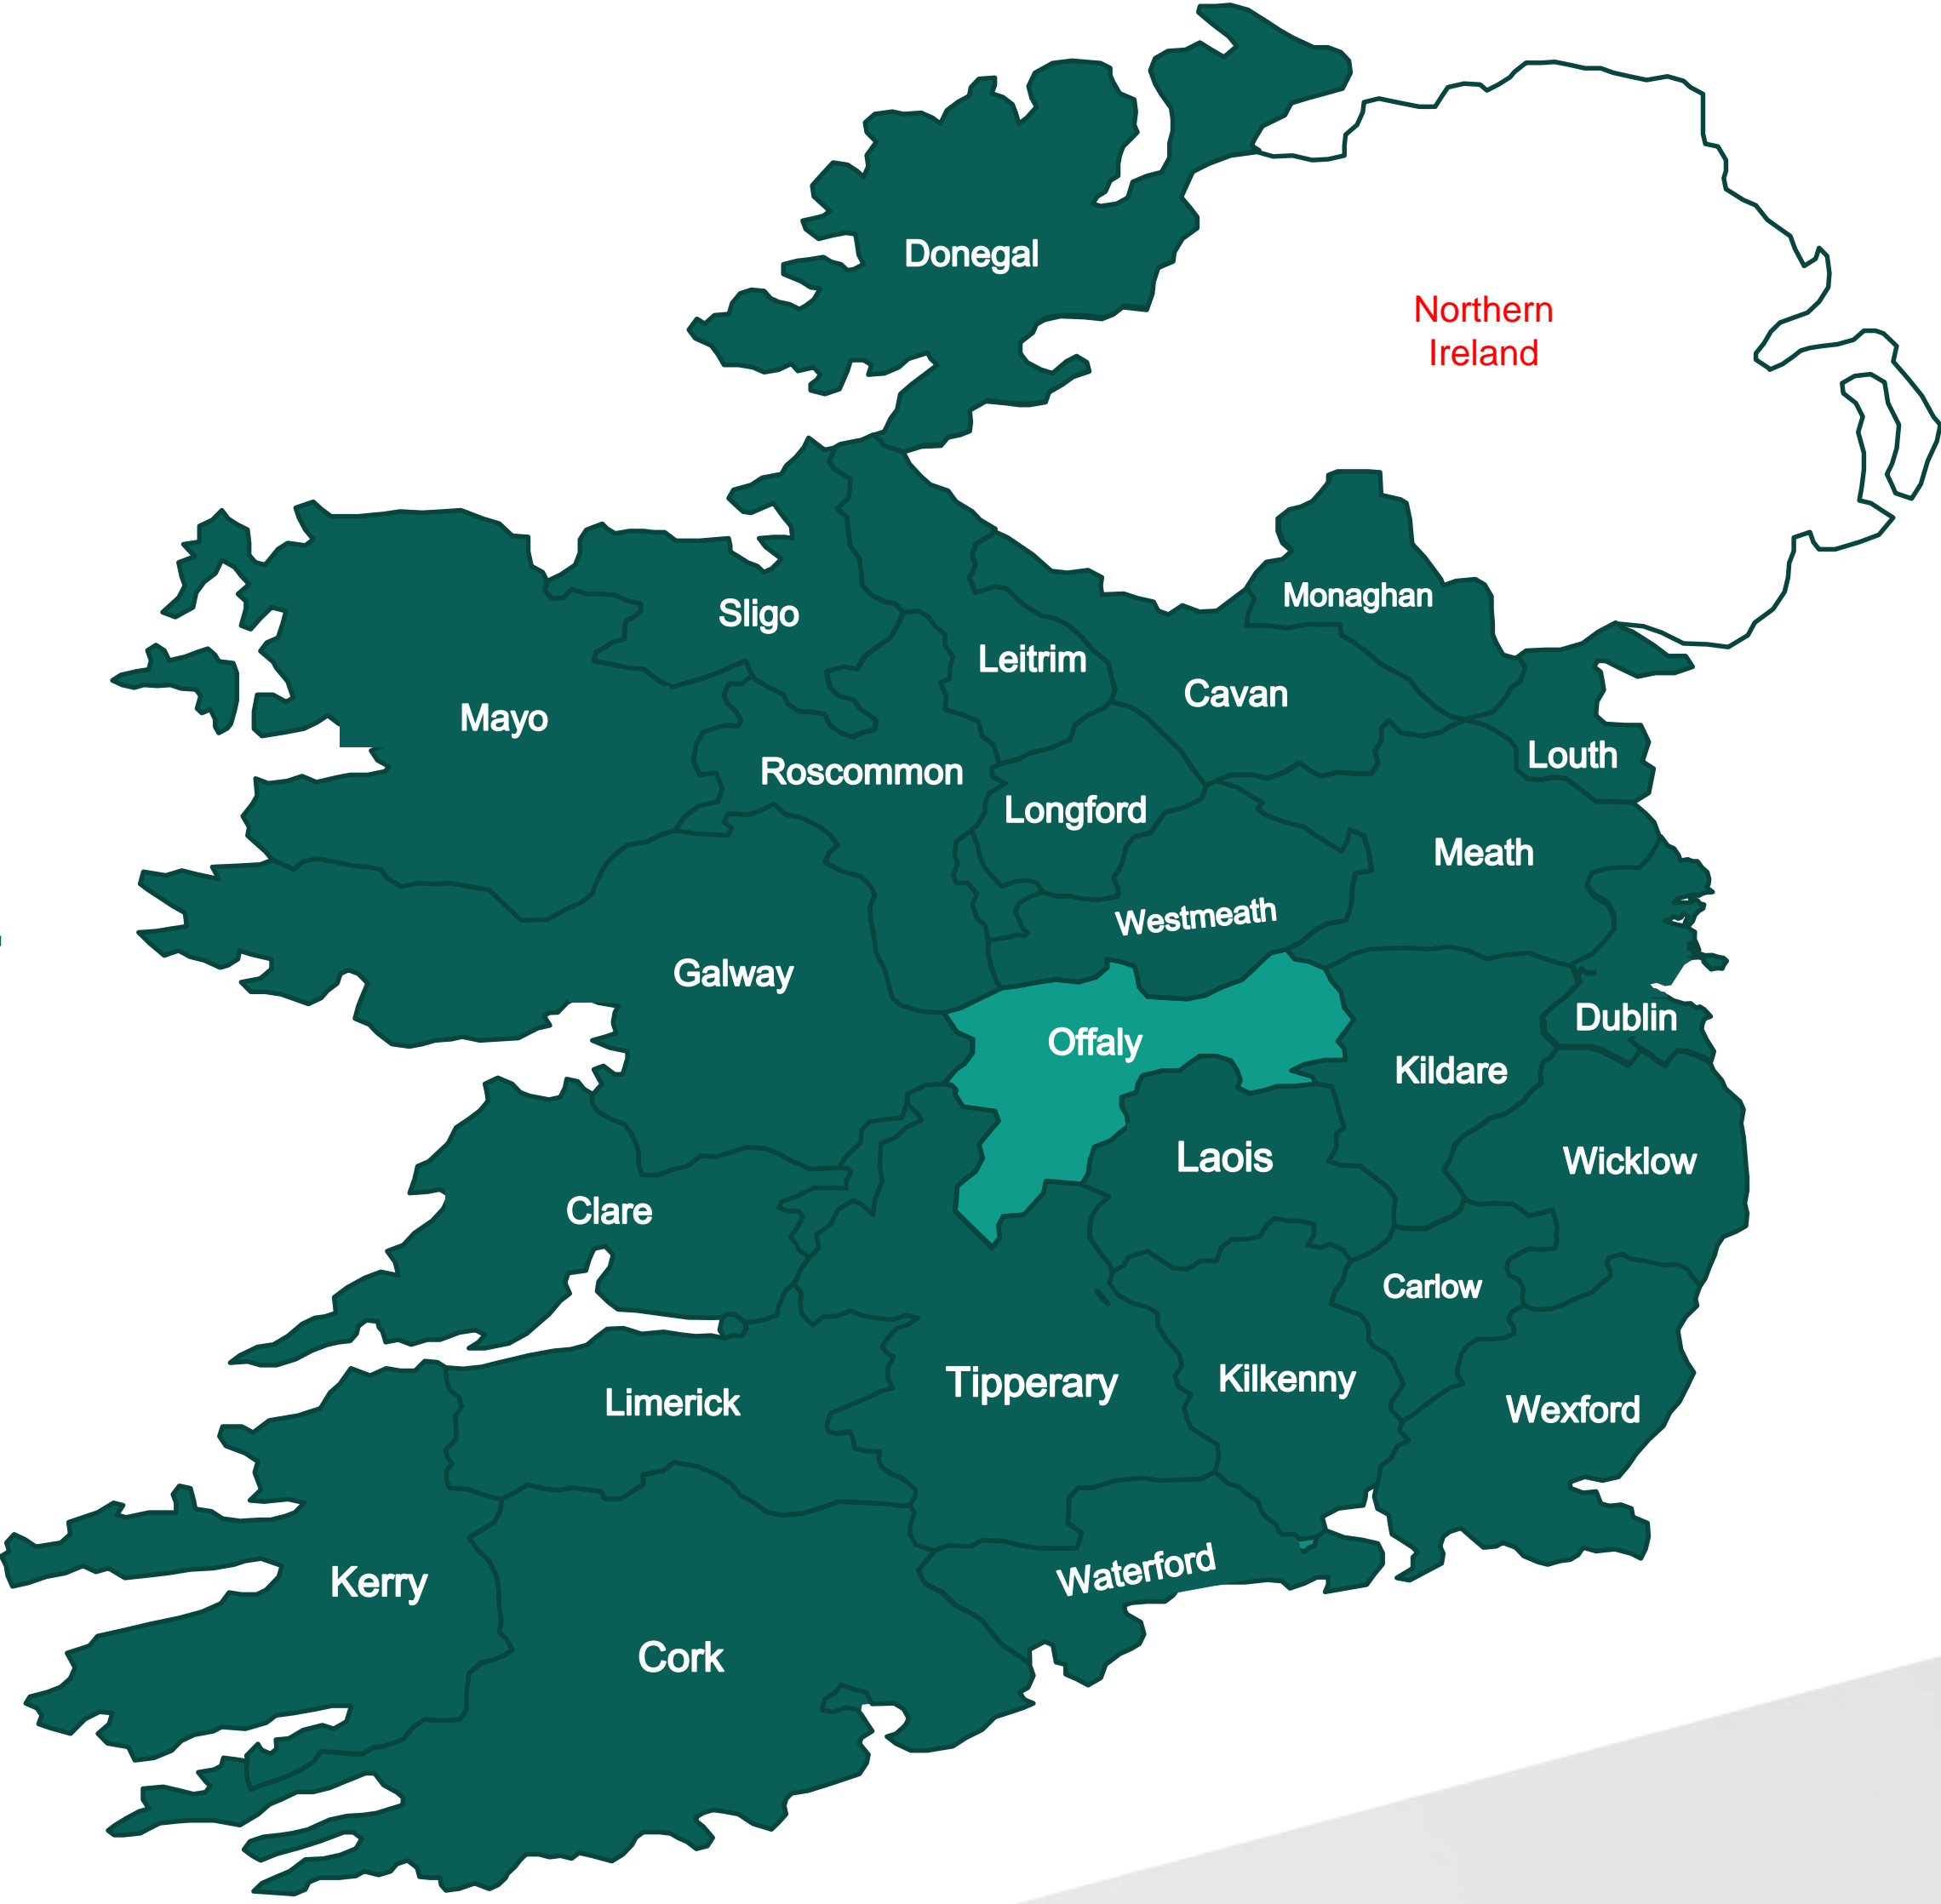 Donegal
Northern
Ireland
Monaghan
Sligo
Leitrim
Cavan
Mayo
Louth
Roscommon
Longford
Meath
Westmeath
Galway
Dublin
Offaly
Kildare
Laois
Wicklow
Clare
Carlow
Kilkenny
Tipperary
Limerick
Wexford
Waterford
Kerry
Cork